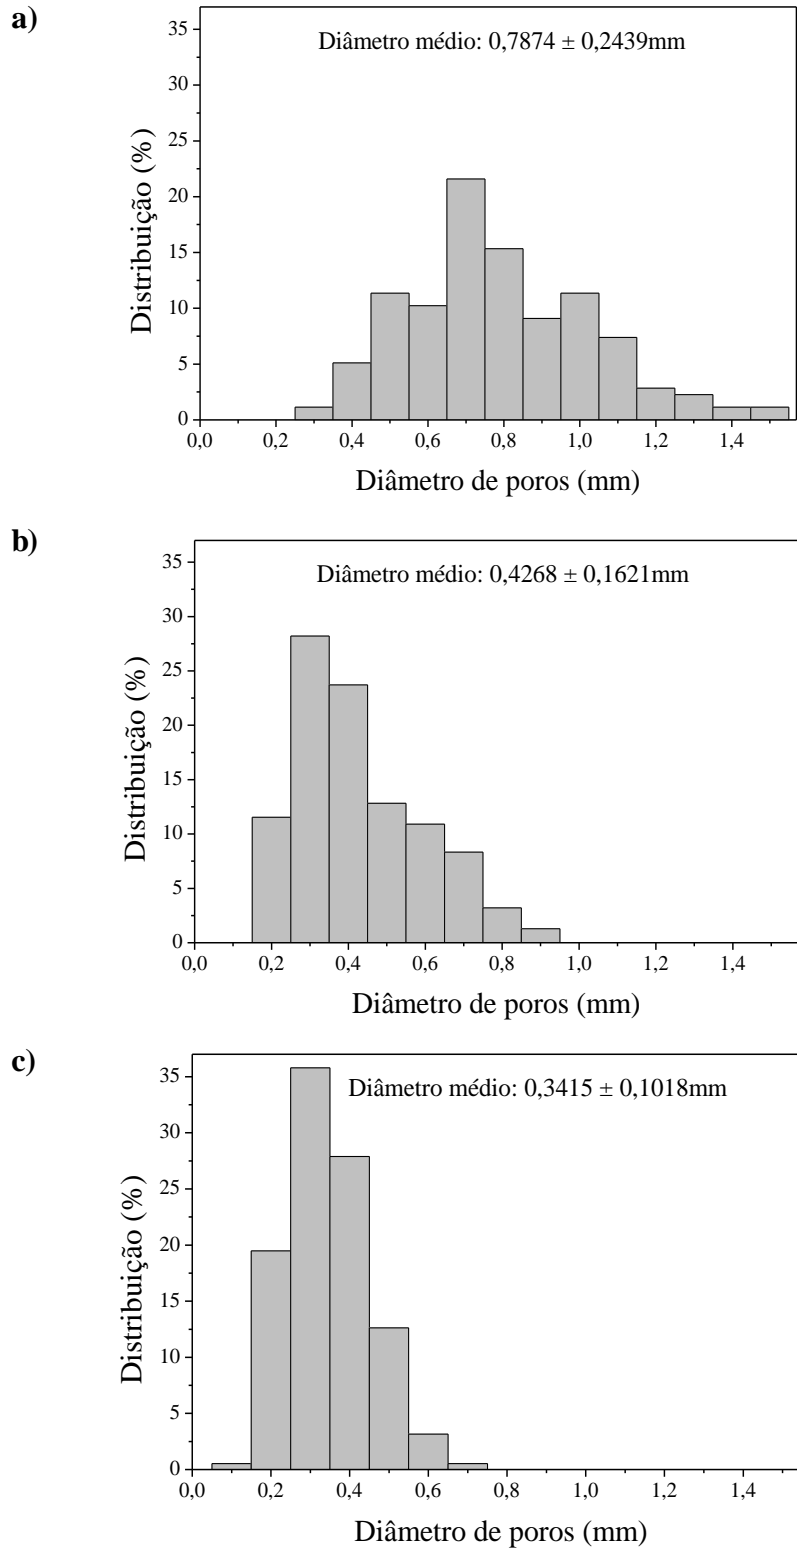 a)
Diâmetro médio: 0,7874 ± 0,2439mm
35
30
25
20
15
10
5
0
Distribuição (%)
0,0 0,2 0,4 0,6 0,8 1,0 1,2 1,4
Diâmetro de poros (mm)
b)
Diâmetro médio: 0,4268 ± 0,1621mm
35
30
25
20
15
10
5
0
Distribuição (%)
0,0 0,2 0,4 0,6 0,8 1,0 1,2 1,4
Diâmetro de poros (mm)
c)
Diâmetro médio: 0,3415 ± 0,1018mm
35
30
35
20
15
10
5
0
Distribuição (%)
0,0 0,2 0,4 0,6 0,8 1,0 1,2 1,4
Diâmetro de poros (mm)